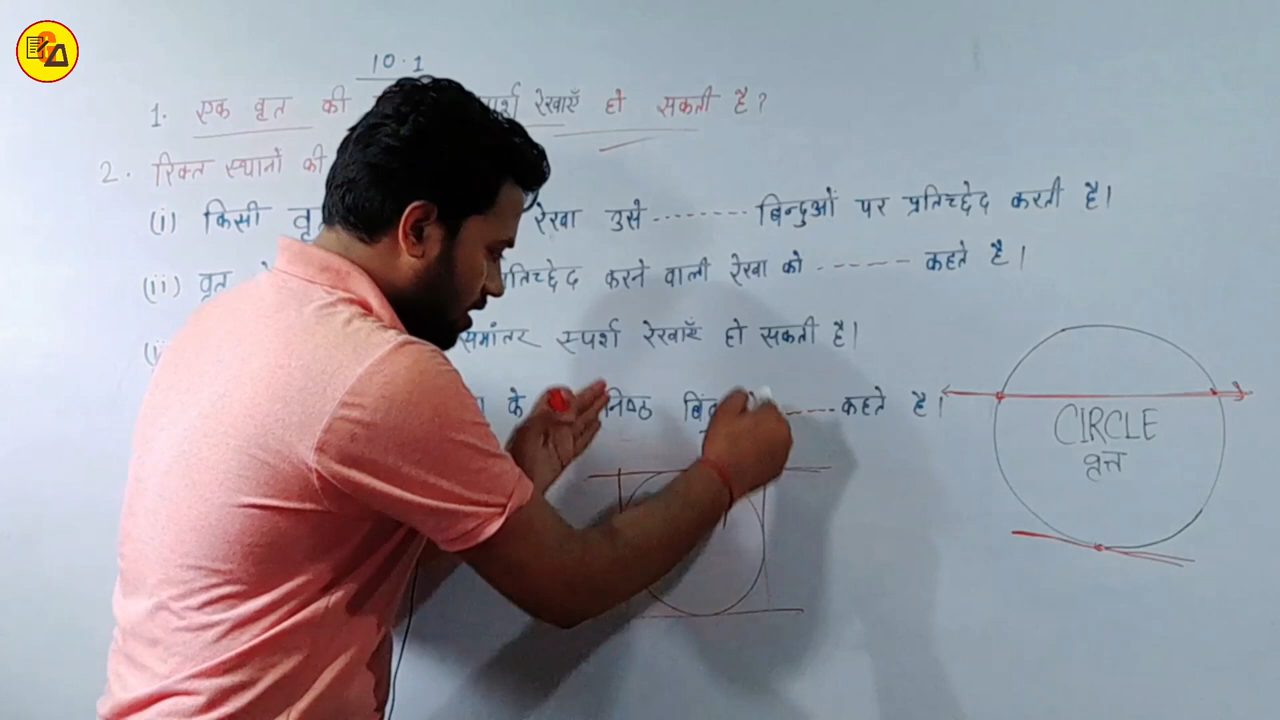 10.1
1. एक वृत की स्पर्श रेखाएँ हो सकती है?
2. रिक्त स्थानों की
(i) किसी रेखा उसे -------- बिन्दुओं पर प्रतिच्छेद करती है।
(ii) वृत प्रतिच्छेद करने वाली रेखा को ------ कहते है।
समांतर स्पर्श रेखाएँ हो सकती है।
के ----- कहते है।
CIRCLE
वृत्त